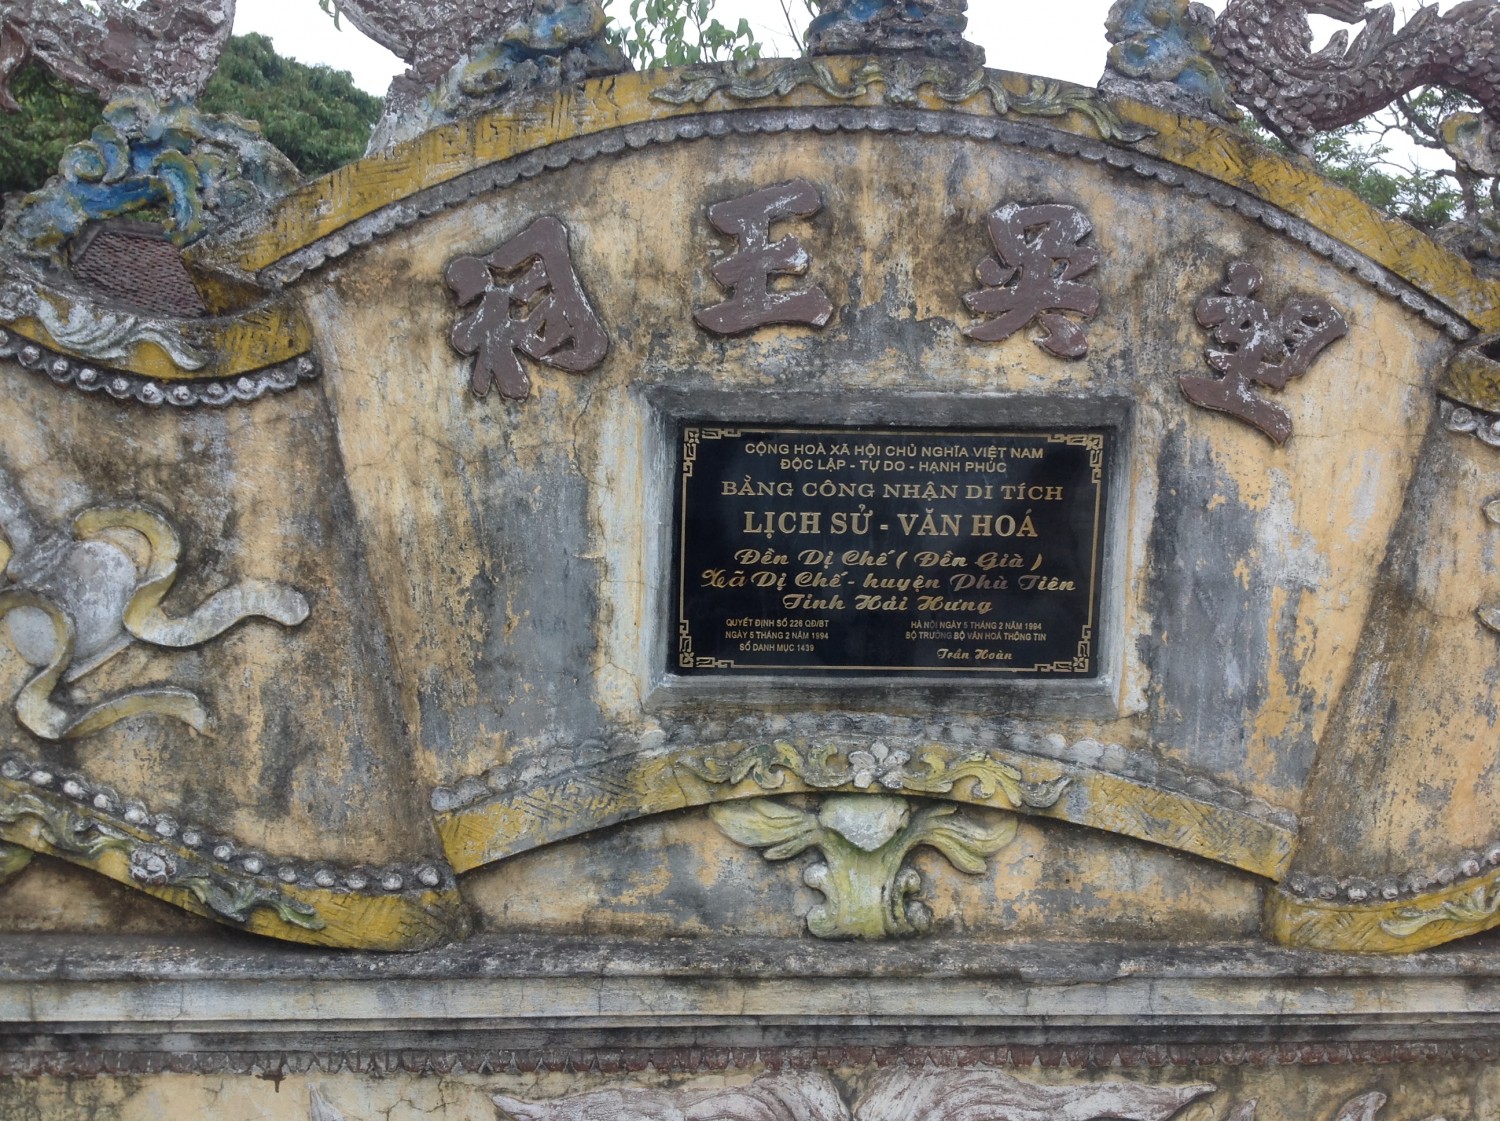 吳王祠
CỘNG HOÀ XÃ HỘI CHỦ NGHĨA VIỆT NAM
ĐỘC LẬP - TỰ DO - HẠNH PHÚC
BẰNG CÔNG NHẬN DI TÍCH
LỊCH SỬ - VĂN HOÁ
Đền Dị Chế ( Đền Già )
Xã Dị Chế - huyện Phù Tiên
Tỉnh Hải Hưng
QUYẾT ĐỊNH SỐ 226 QĐ/BT
NGÀY 5 THÁNG 2 NĂM 1994
SỐ DANH MỤC 1439
HÀ NỘI NGÀY 5 THÁNG 2 NĂM 1994
BỘ TRƯỞNG BỘ VĂN HOÁ THÔNG TIN
Trần Hoàn